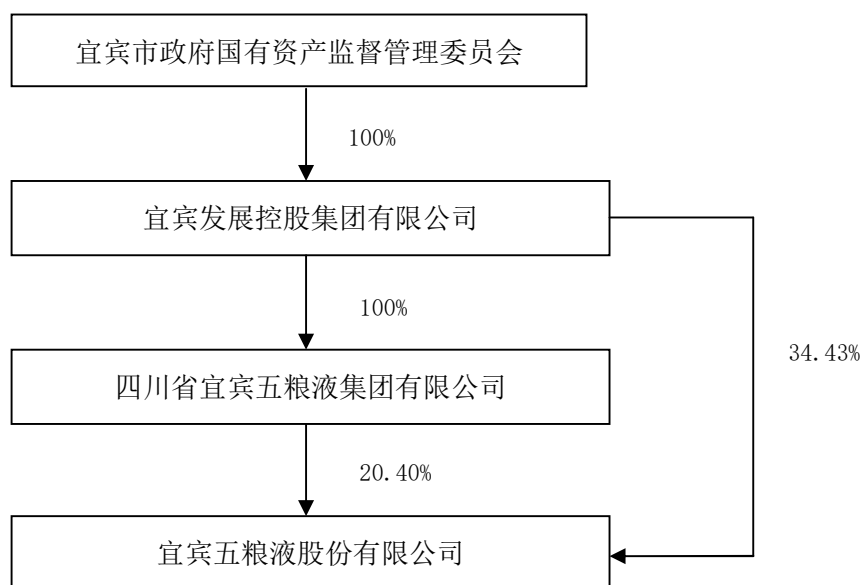 宜宾市政府国有资产监督管理委员会
100%
宜宾发展控股集团有限公司
100%
34.43%
四川省宜宾五粮液集团有限公司
20.40%
宜宾五粮液股份有限公司